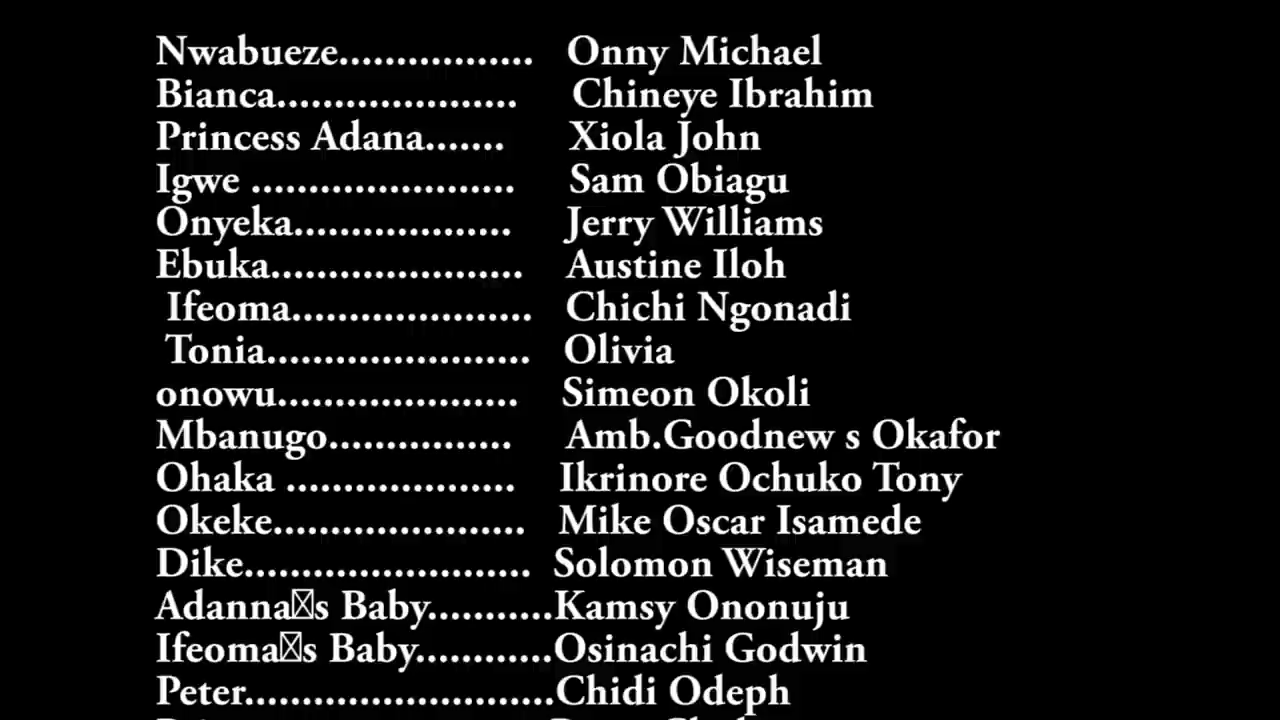 Nwabueze................. Onny Michael
Bianca..................... Chineye Ibrahim
Princess Adana....... Xiola John
Igwe ....................... Sam Obiagu
Onyeka................... Jerry Williams
Ebuka...................... Austine Iloh
Ifeoma..................... Chichi Ngonadi
Tonia....................... Olivia
onowu..................... Simeon Okoli
Mbanugo................ Amb.Goodnew s Okafor
Ohaka .................... Ikrinore Ochuko Tony
Okeke...................... Mike Oscar Isamede
Dike......................... Solomon Wiseman
Adanna☒s Baby...........Kamsy Ononuju
Ifeoma☒s Baby............Osinachi Godwin
Peter...........................Chidi Odeph